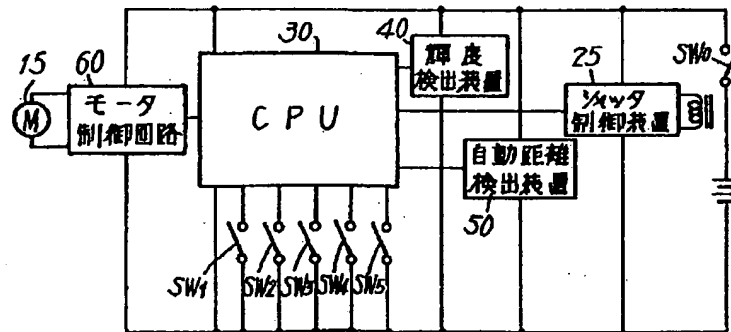 15
60
30
40
25
SW0
M
モータ
制御回路
CPU
輝度
検出装置
シャッタ
制御装置
自動距離
検出装置
50
SW1
SW2
SW3
SW4
SW5